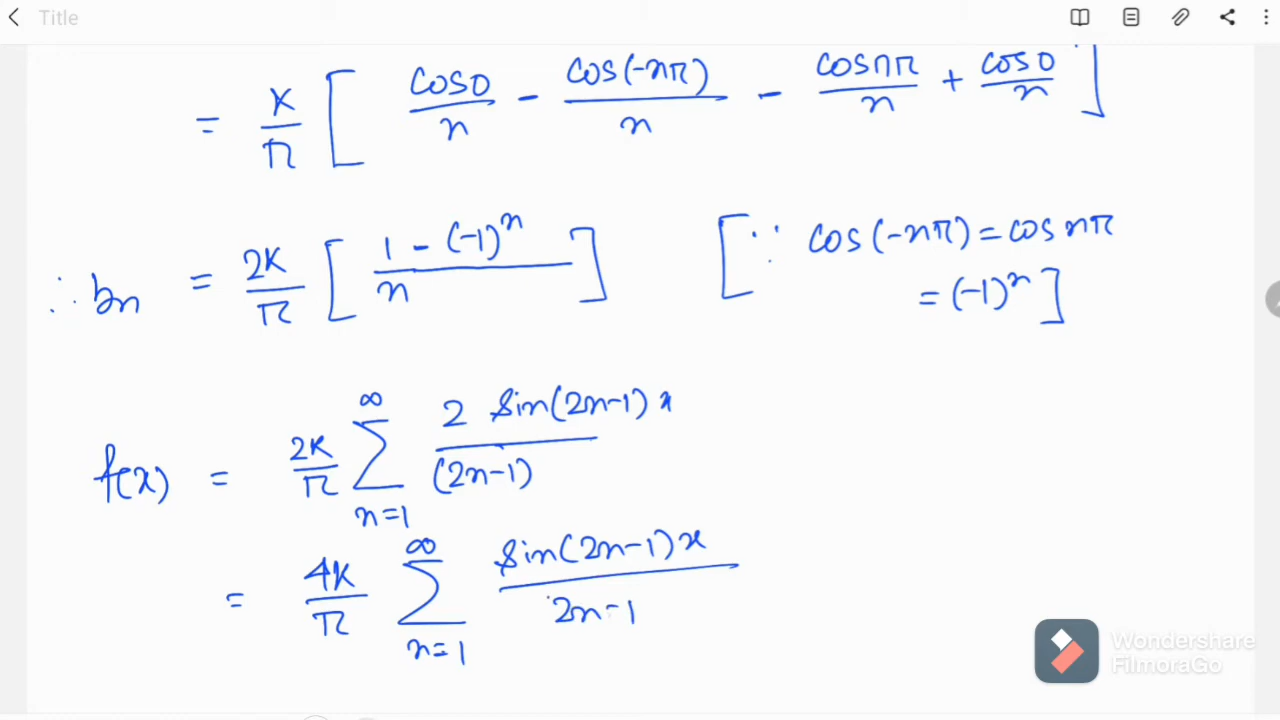 Title
= K/π [ cos0/n - cos(-nπ)/n - cosnπ/n + cos0/n ]
∴ bn = 2K/π [ 1 - (-1)^n / n ] [ ∵ cos(-nπ) = cos nπ
= (-1)^n ]
f(x) = 2K/π ∑_{n=1}^{∞} 2 sin(2n-1)x / (2n-1)
= 4K/π ∑_{n=1}^{∞} sin(2n-1)x / 2n-1
Wondershare
FilmoraGo